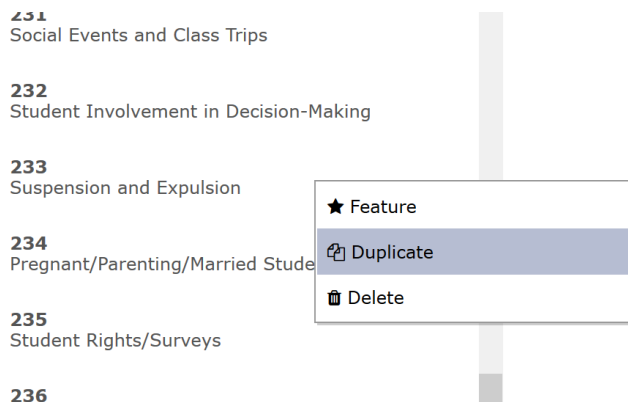 231
Social Events and Class Trips
232
Student Involvement in Decision-Making
233
Suspension and Expulsion
234
Pregnant/Parenting/Married Stude
235
Student Rights/Surveys
236
Feature
Duplicate
Delete